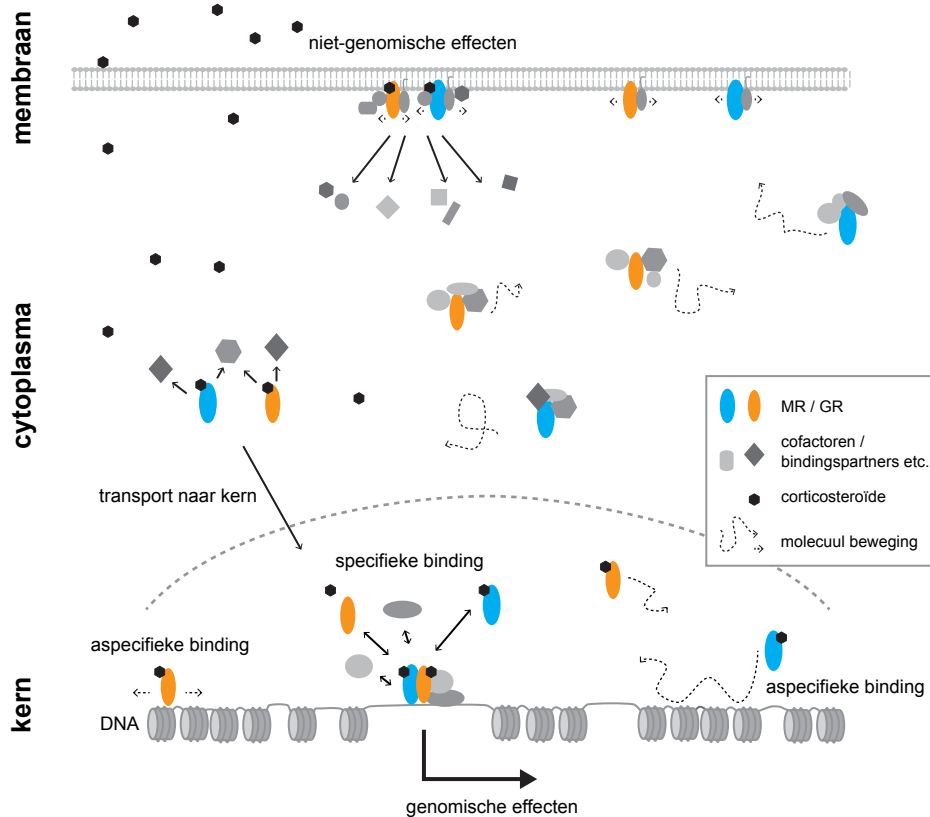 membraan
niet-genomische effecten
cytoplasma
MR / GR
cofactoren /
bindingspartners etc.
corticosteroïde
molecuul beweging
transport naar kern
kern
specifieke binding
aspecifieke binding
aspecifieke binding
DNA
genomische effecten